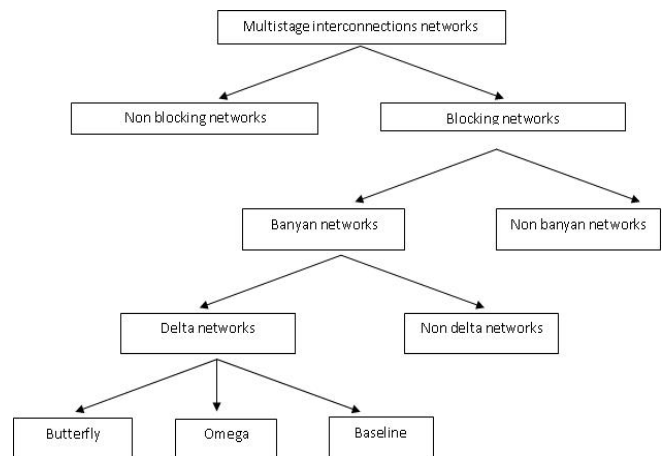 Multistage interconnections networks
Non blocking networks
Blocking networks
Banyan networks
Non banyan networks
Delta networks
Non delta networks
Butterfly
Omega
Baseline